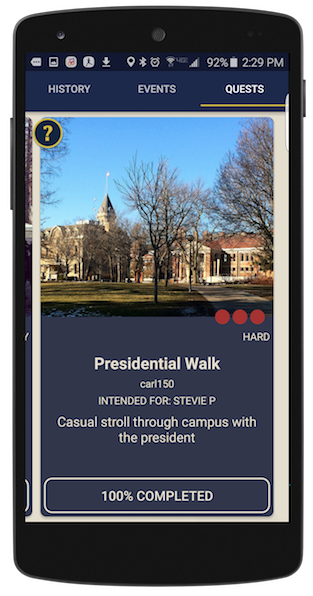 92% 2:29 PM
HISTORY EVENTS QUESTS
?
HARD
Presidential Walk
carl150
INTENDED FOR: STEVIE P
Casual stroll through campus with
the president
100% COMPLETED